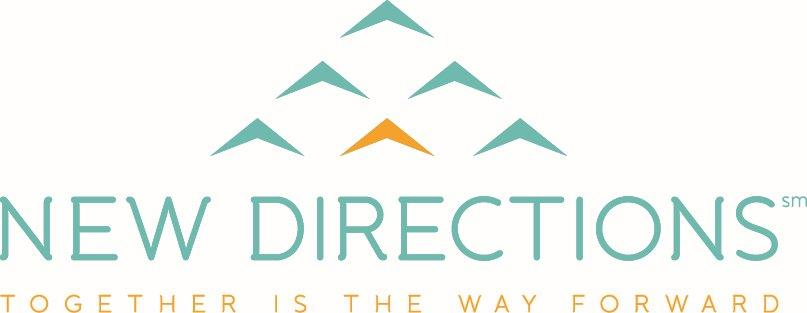 NEW DIRECTIONS℠
TOGETHER IS THE WAY FORWARD